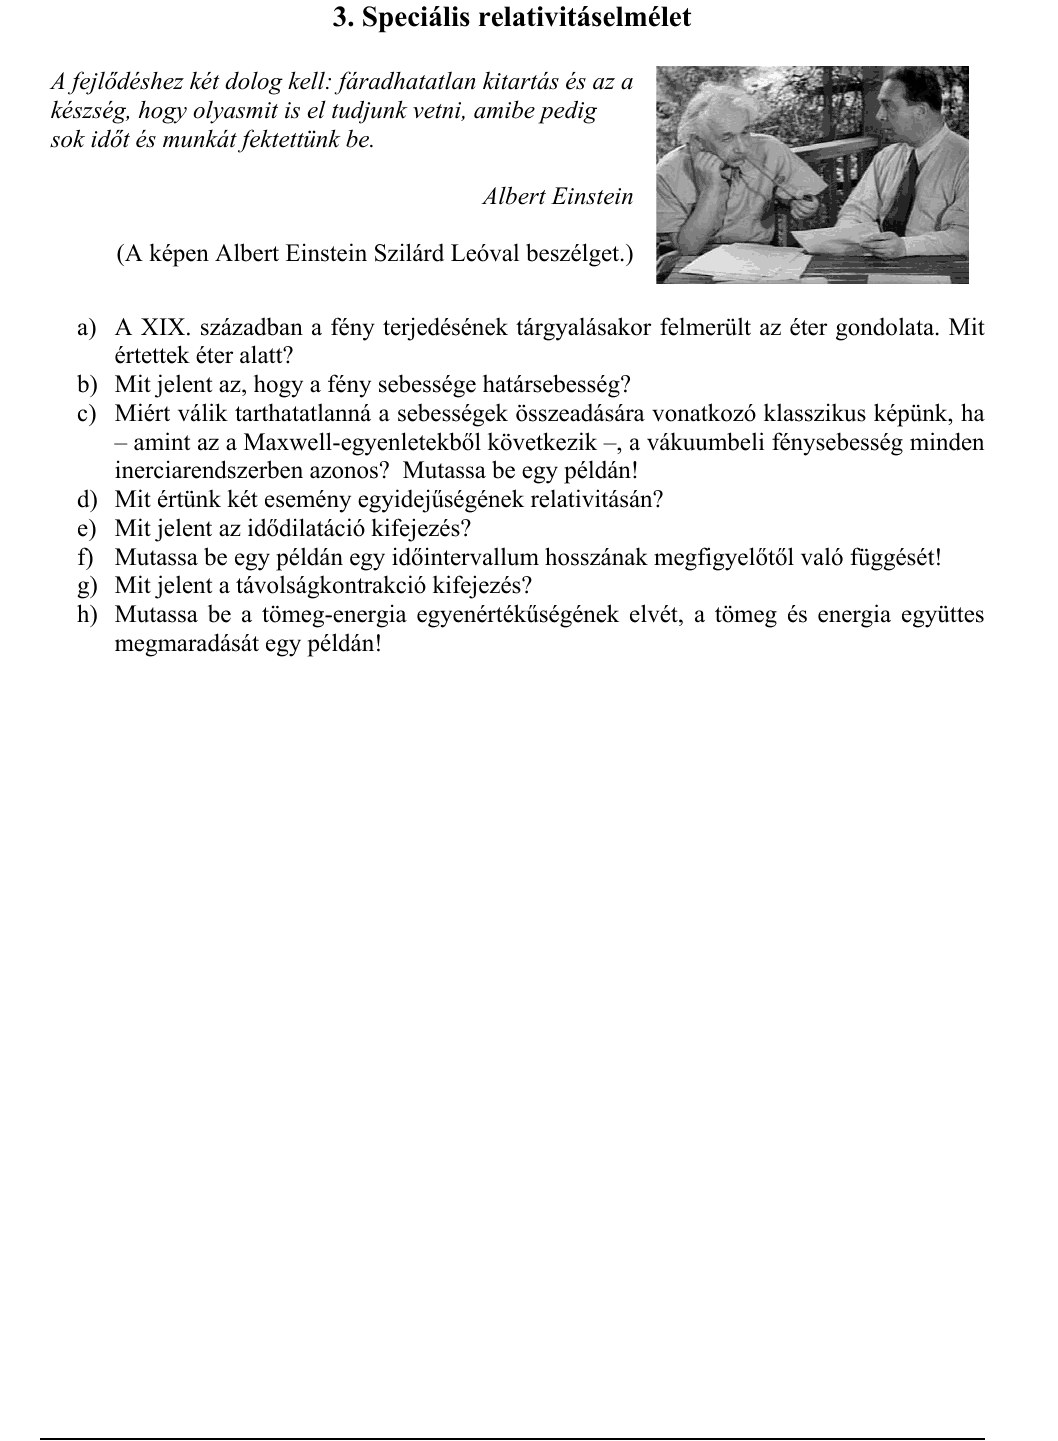 3. Speciális relativitáselmélet
A fejlődéshez két dolog kell: fáradhatatlan kitartás és az a
készség, hogy olyasmit is el tudjunk vetni, amibe pedig
sok időt és munkát fektettünk be.
Albert Einstein
(A képen Albert Einstein Szilárd Leóval beszélget.)
a) A XIX. században a fény terjedésének tárgyalásakor felmerült az éter gondolata. Mit
értettek éter alatt?
b) Mit jelent az, hogy a fény sebessége határsebesség?
c) Miért válik tarthatatlanná a sebességek összeadására vonatkozó klasszikus képünk, ha
– amint az a Maxwell-egyenletekből következik –, a vákuumbeli fénysebesség minden
inerciarendszerben azonos? Mutassa be egy példán!
d) Mit értünk két esemény egyidejűségének relativitásán?
e) Mit jelent az idődilatáció kifejezés?
f) Mutassa be egy példán egy időintervallum hosszának megfigyelőtől való függését!
g) Mit jelent a távolságkontrakció kifejezés?
h) Mutassa be a tömeg-energia egyenértékűségének elvét, a tömeg és energia együttes
megmaradását egy példán!